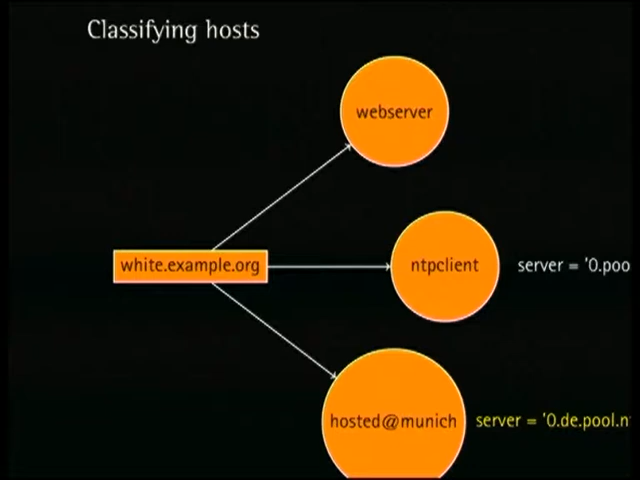 Classifying hosts
webserver
white.example.org
ntpclient
server = '0.poo
hosted@munich
server = '0.de.pool.n